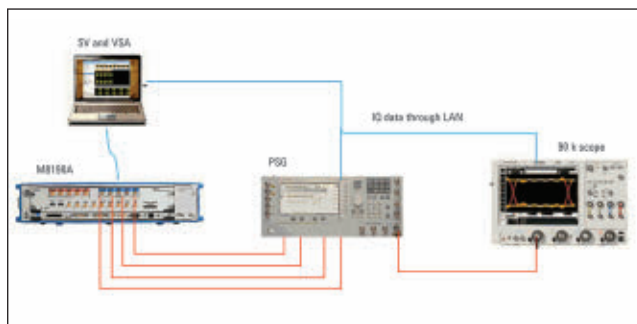 SV and VSA
IQ data through LAN
M8190A
PSG
90 k scope